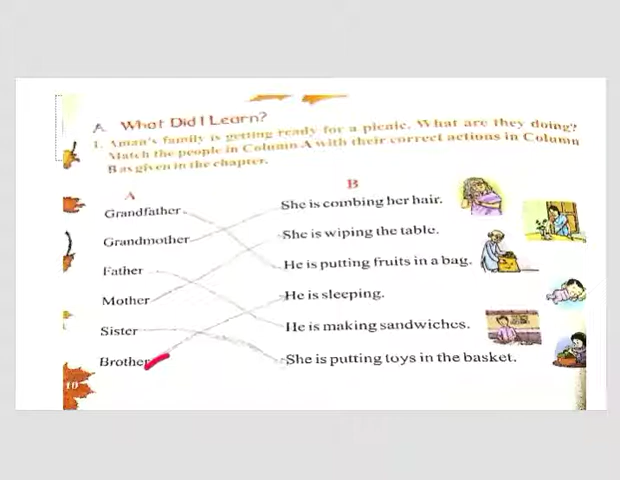 A. What Did I Learn?
1. Aman's family is getting ready for a picnic. What are they doing?
Match the people in Column A with their correct actions in Column
B as given in the chapter.
A
B
Grandfather
She is combing her hair.
Grandmother
She is wiping the table.
Father
He is putting fruits in a bag.
Mother
He is sleeping.
Sister
He is making sandwiches.
Brother
She is putting toys in the basket.
10